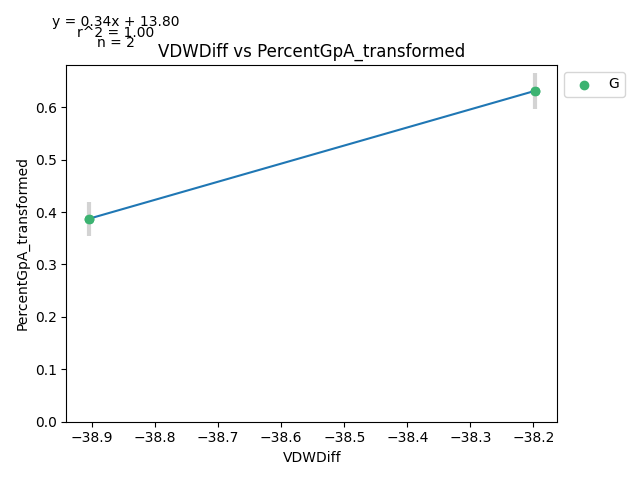 y = 0.34x + 13.80
r^2 = 1.00
n = 2
VDWDiff vs PercentGpA_transformed
G
PercentGpA_transformed
0.6
0.5
0.4
0.3
0.2
0.1
0.0
−38.9 −38.8 −38.7 −38.6 −38.5 −38.4 −38.3 −38.2
VDWDiff